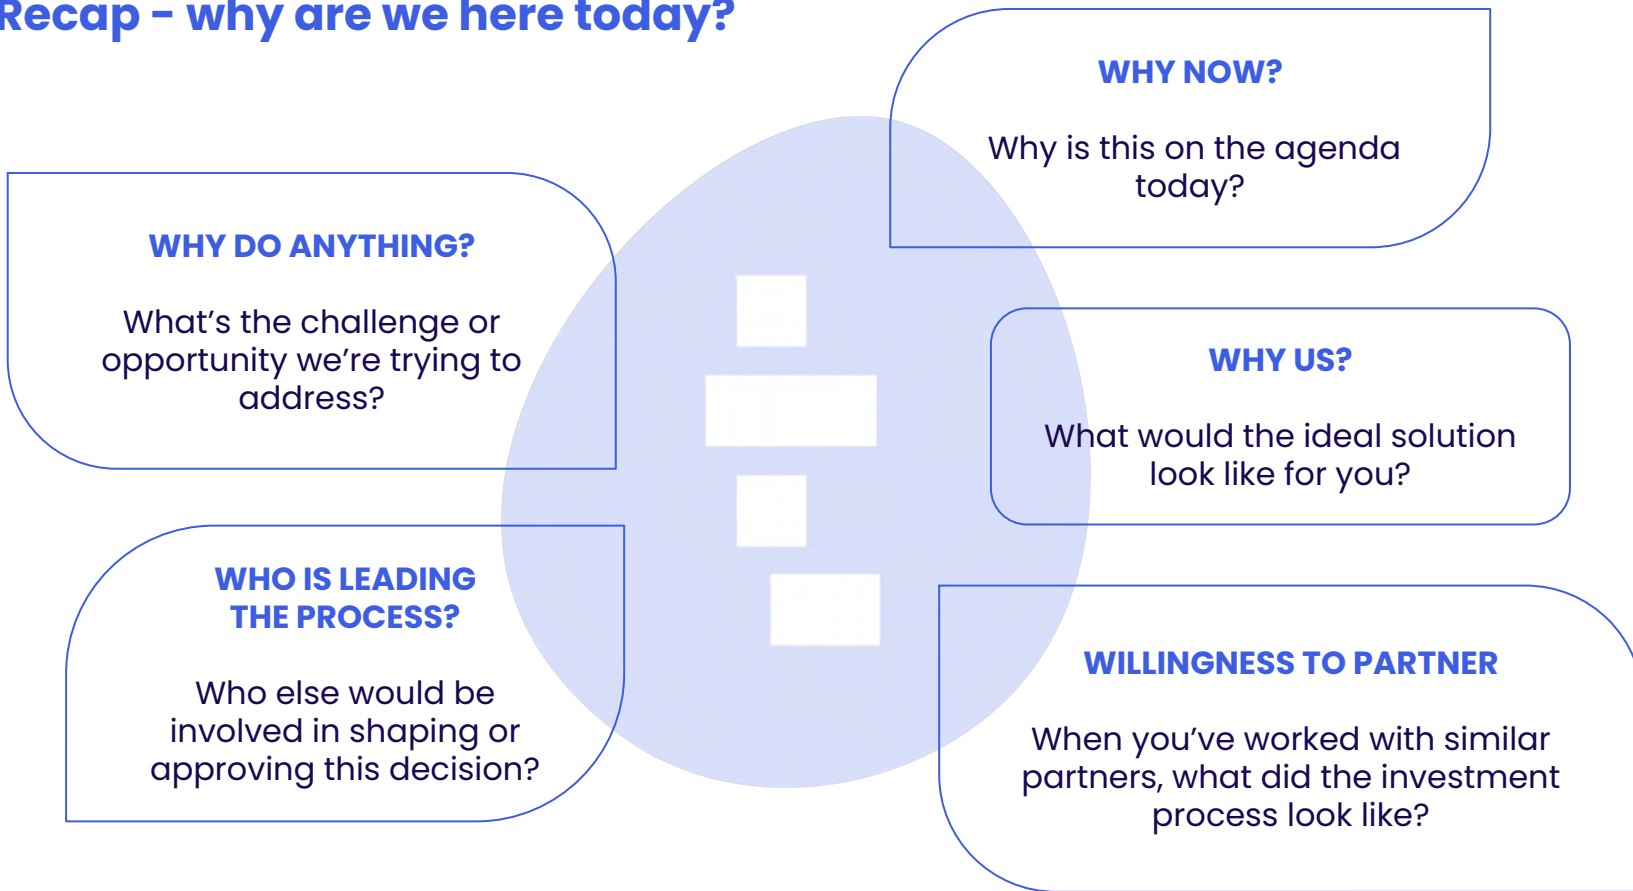 Recap - why are we here today?
WHY DO ANYTHING?
What’s the challenge or
opportunity we’re trying to
address?
WHO IS LEADING
THE PROCESS?
Who else would be
involved in shaping or
approving this decision?
WHY NOW?
Why is this on the agenda
today?
WHY US?
What would the ideal solution
look like for you?
WILLINGNESS TO PARTNER
When you’ve worked with similar
partners, what did the investment
process look like?